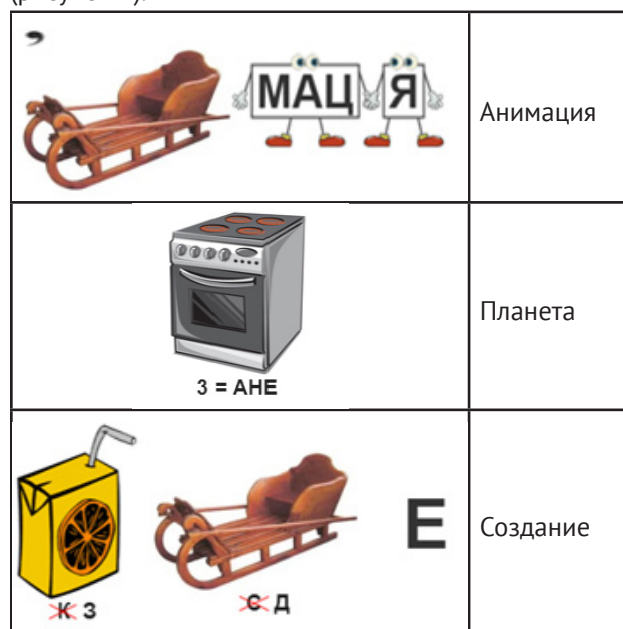 МАЦ Я
Анимация
3 = АНЕ
Планета
К З
С Д
Е
Создание